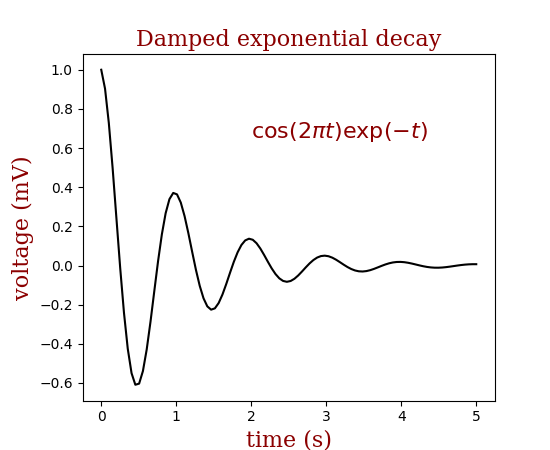 Damped exponential decay
cos(2πt)exp(−t)
voltage (mV)
1.0
0.8
0.6
0.4
0.2
0.0
−0.2
−0.4
−0.6
0 1 2 3 4 5
time (s)